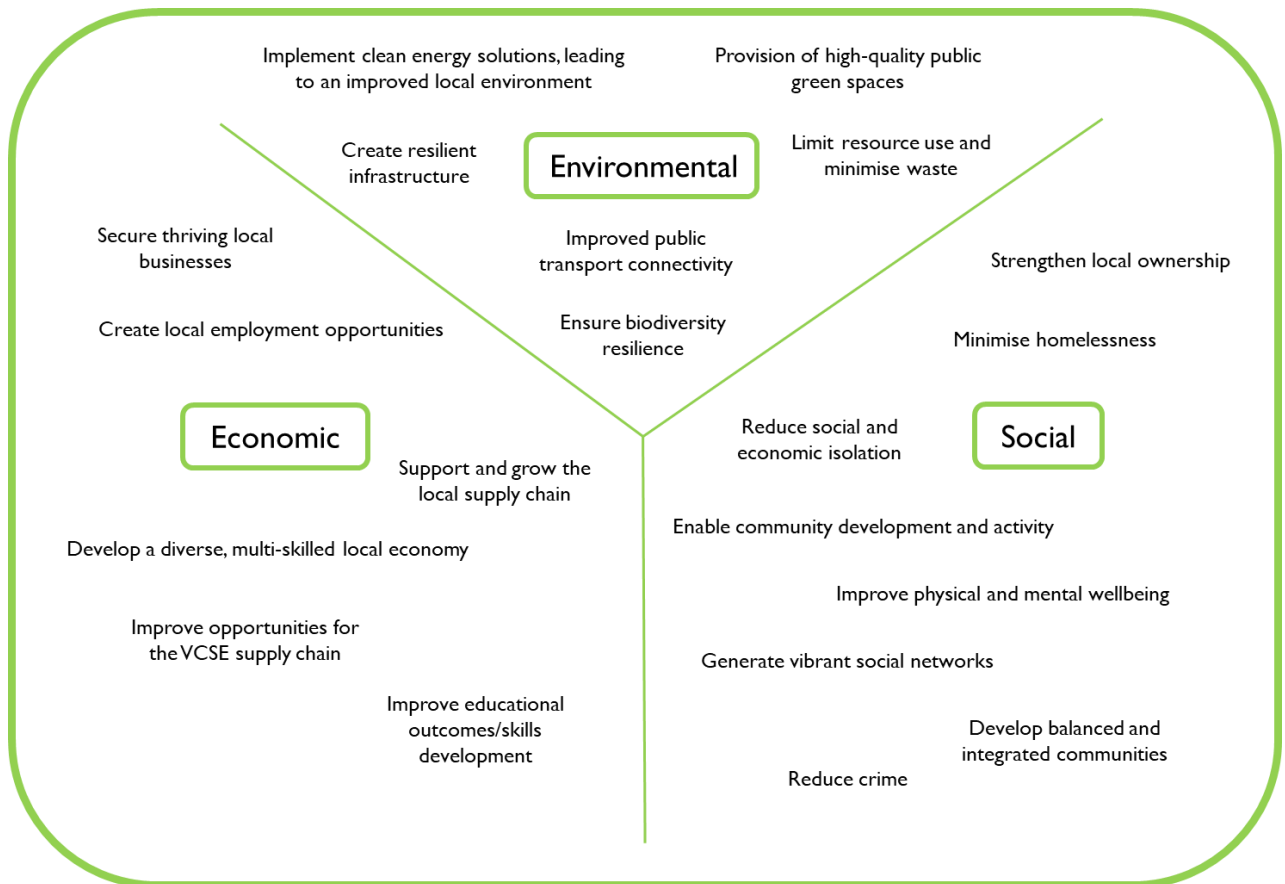 Implement clean energy solutions, leading
to an improved local environment
Provision of high-quality public
green spaces
Create resilient
infrastructure
Environmental
Limit resource use and
minimise waste
Improved public
transport connectivity
Ensure biodiversity
resilience
Secure thriving local
businesses
Create local employment opportunities
Economic
Support and grow the
local supply chain
Develop a diverse, multi-skilled local economy
Improve opportunities for
the VCSE supply chain
Improve educational
outcomes/skills
development
Strengthen local ownership
Minimise homelessness
Reduce social and
economic isolation
Social
Enable community development and activity
Improve physical and mental wellbeing
Generate vibrant social networks
Develop balanced and
integrated communities
Reduce crime